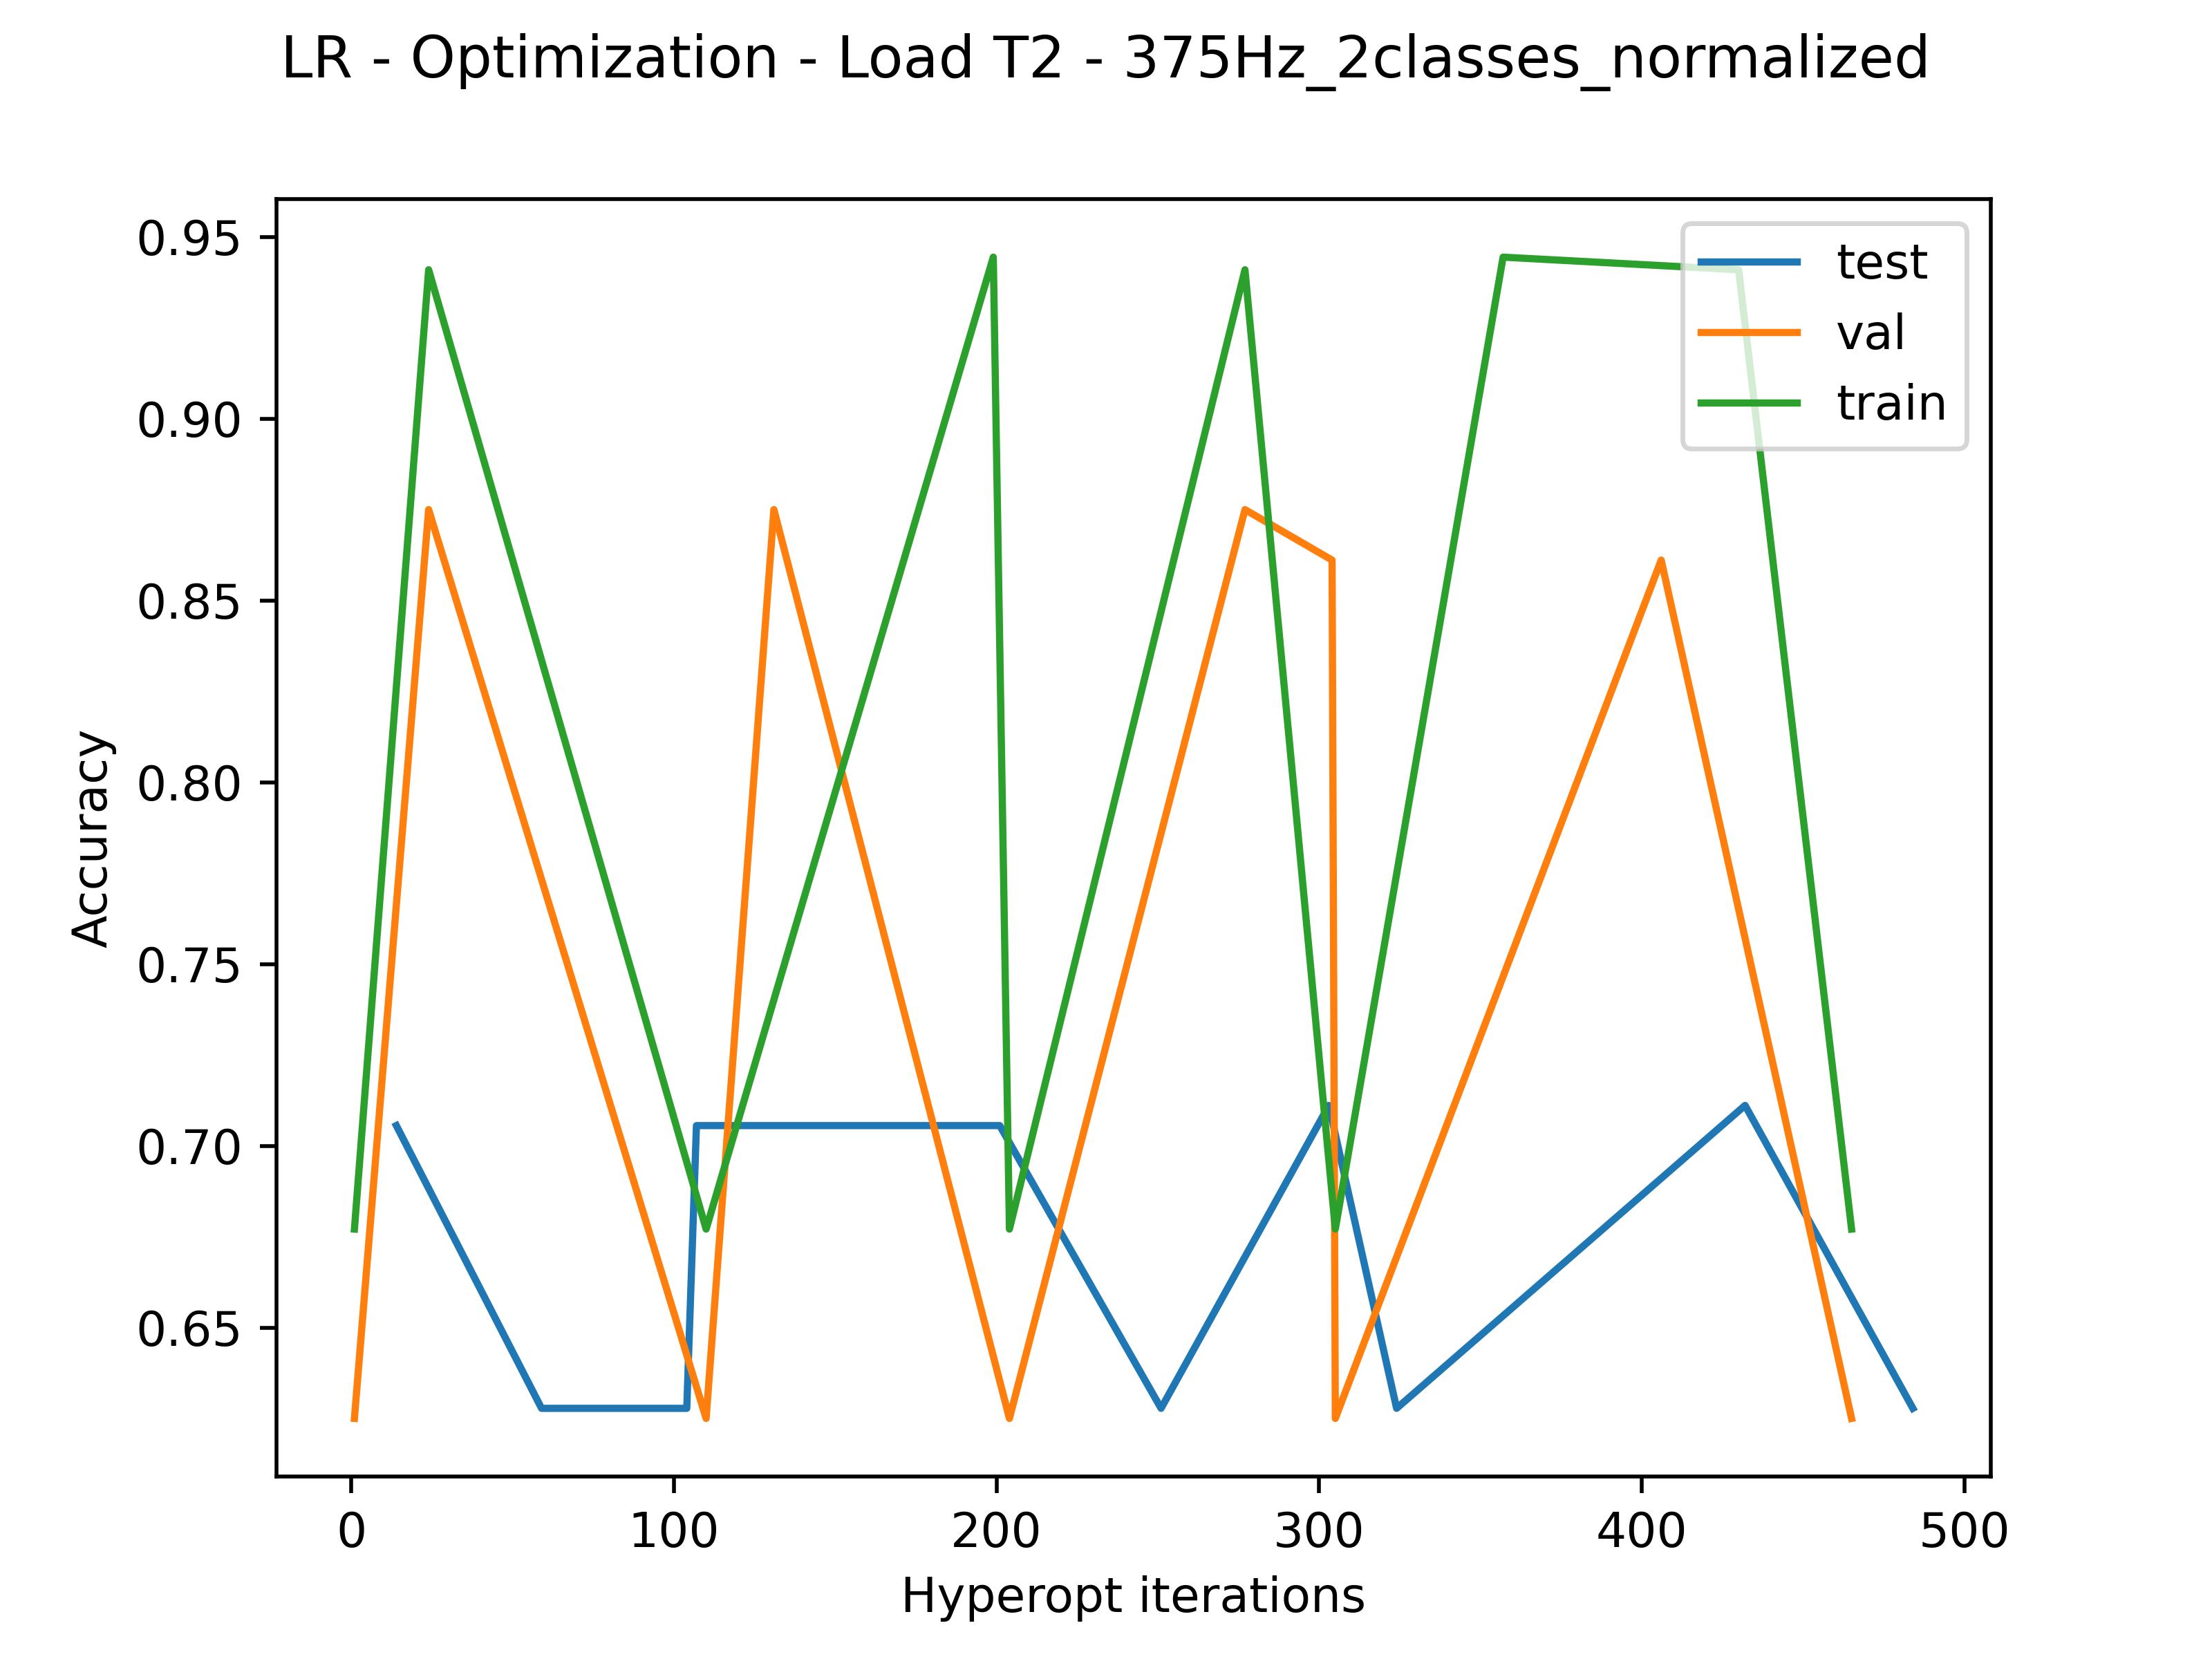 LR - Optimization - Load T2 - 375Hz_2classes_normalized
0.95
0.90
0.85
0.80
0.75
0.70
0.65
Accuracy
test
val
train
0 100 200 300 400 500
Hyperopt iterations